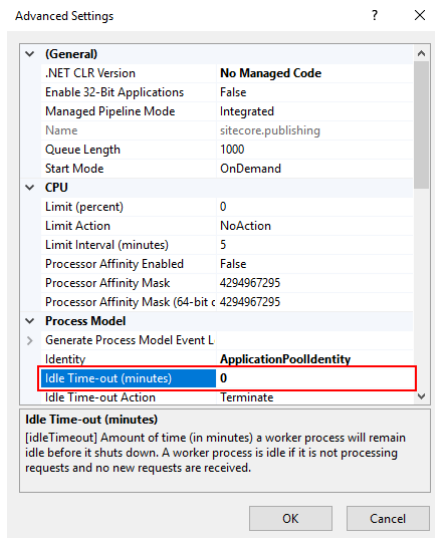 Advanced Settings ? ×
(General)
.NET CLR Version No Managed Code
Enable 32-Bit Applications False
Managed Pipeline Mode Integrated
Name sitecore.publishing
Queue Length 1000
Start Mode OnDemand
CPU
Limit (percent) 0
Limit Action NoAction
Limit Interval (minutes) 5
Processor Affinity Enabled False
Processor Affinity Mask 4294967295
Processor Affinity Mask (64-bit c 4294967295
Process Model
Generate Process Model Event L
Identity ApplicationPoolIdentity
Idle Time-out (minutes) 0
Idle Time-out Action Terminate
Idle Time-out (minutes)
[idleTimeout] Amount of time (in minutes) a worker process will remain
idle before it shuts down. A worker process is idle if it is not processing
requests and no new requests are received.
OK Cancel